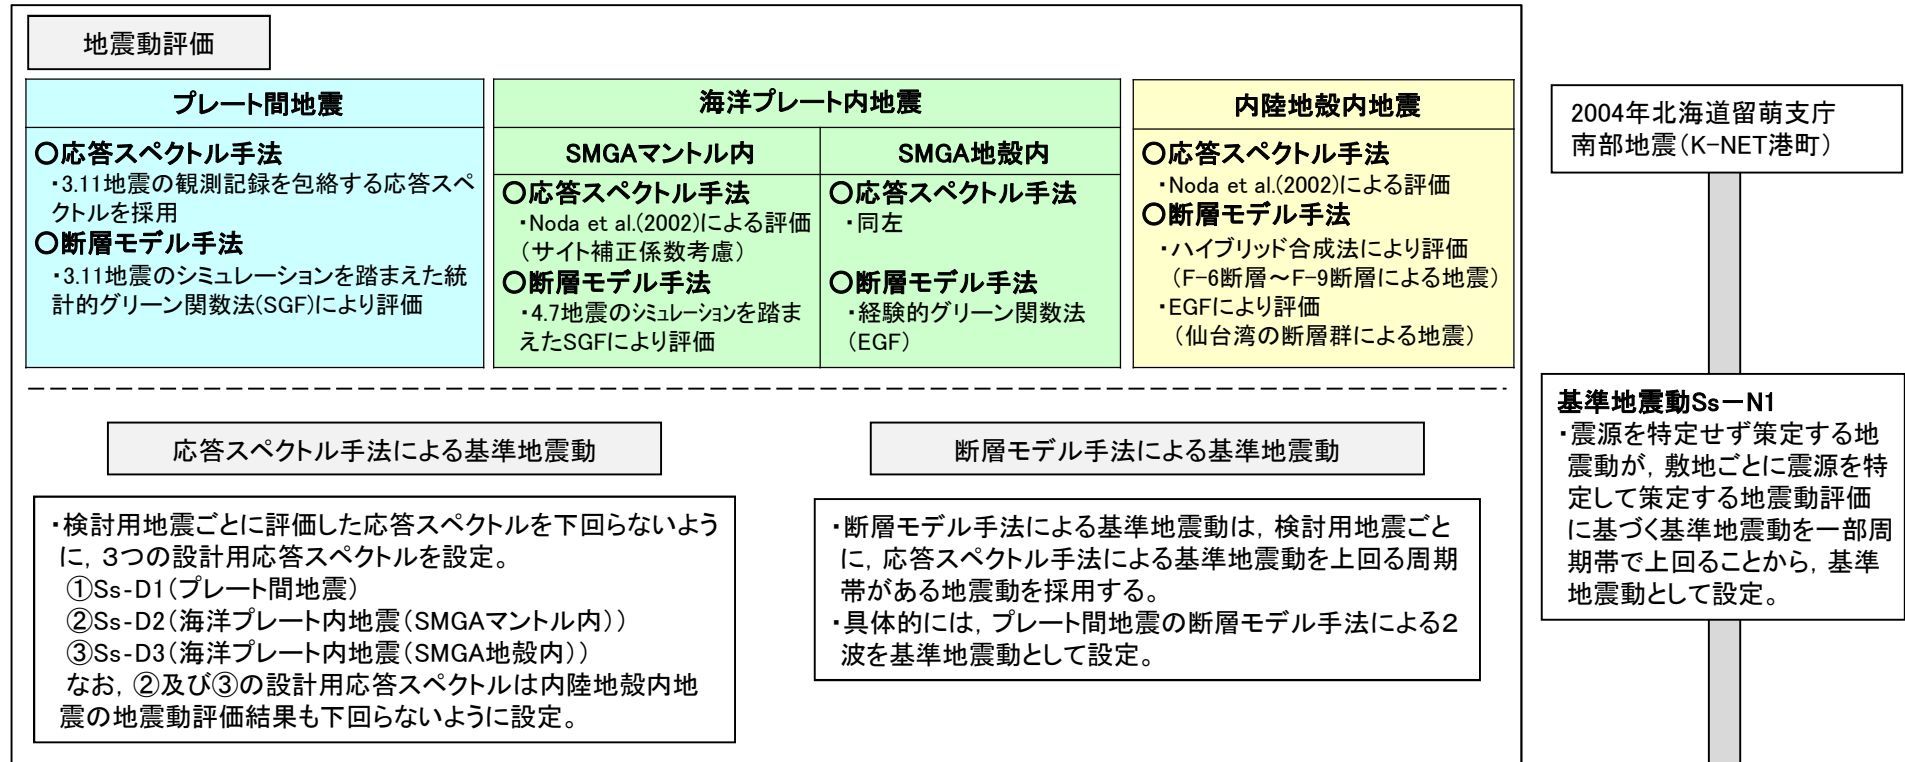 地震動評価
プレート間地震
○応答スペクトル手法
・3.11地震の観測記録を包絡する応答スペ
クトルを採用
○断層モデル手法
・3.11地震のシミュレーションを踏まえた統
計的グリーン関数法(SGF)により評価
海洋プレート内地震
SMGAマントル内
○応答スペクトル手法
・Noda et al.(2002)による評価
（サイト補正係数考慮）
○断層モデル手法
・4.7地震のシミュレーションを踏ま
えたSGFにより評価
SMGA地殻内
○応答スペクトル手法
・同左
○断層モデル手法
・経験的グリーン関数法
（EGF）
内陸地殻内地震
○応答スペクトル手法
・Noda et al.(2002)による評価
○断層モデル手法
・ハイブリッド合成法により評価
（F-6断層～F-9断層による地震）
・EGFにより評価
（仙台湾の断層群による地震）
応答スペクトル手法による基準地震動
・検討用地震ごとに評価した応答スペクトルを下回らないよう
に，３つの設計用応答スペクトルを設定。
①Ss-D1（プレート間地震）
②Ss-D2（海洋プレート内地震（SMGAマントル内））
③Ss-D3（海洋プレート内地震（SMGA地殻内））
なお，②及び③の設計用応答スペクトルは内陸地殻内地
震の地震動評価結果も下回らないように設定。
断層モデル手法による基準地震動
・断層モデル手法による基準地震動は，検討用地震ごと
に，応答スペクトル手法による基準地震動を上回る周期
帯がある地震動を採用する。
・具体的には，プレート間地震の断層モデル手法による２
波を基準地震動として設定。
2004年北海道留萌支庁
南部地震（K-NET港町）
基準地震動Ss－N1
・震源を特定せず策定する地
震動が，敷地ごとに震源を特
定して策定する地震動評価
に基づく基準地震動を一部周
期帯で上回ることから，基準
地震動として設定。